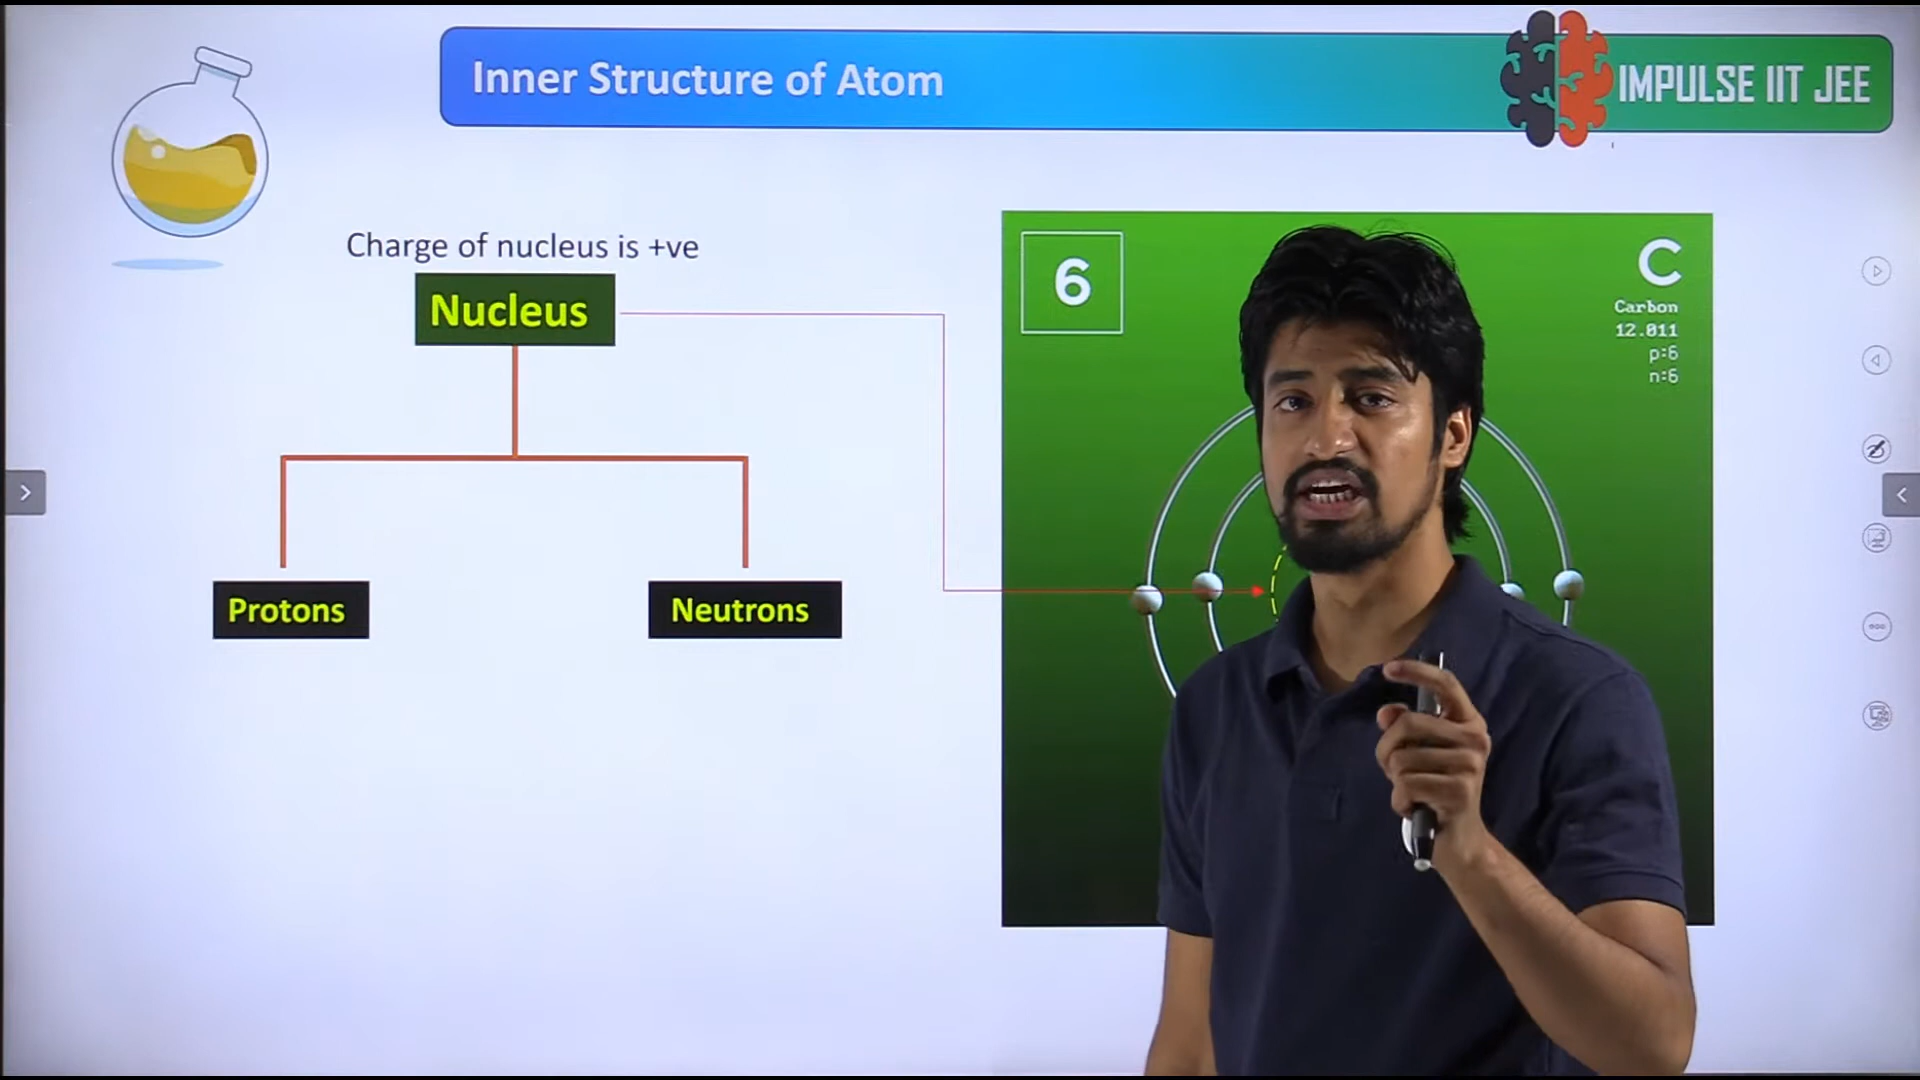 Inner Structure of Atom
IMPULSE IIT JEE
Charge of nucleus is +ve
Nucleus
Protons
Neutrons
6
C
Carbon
12.011
p:6
n:6